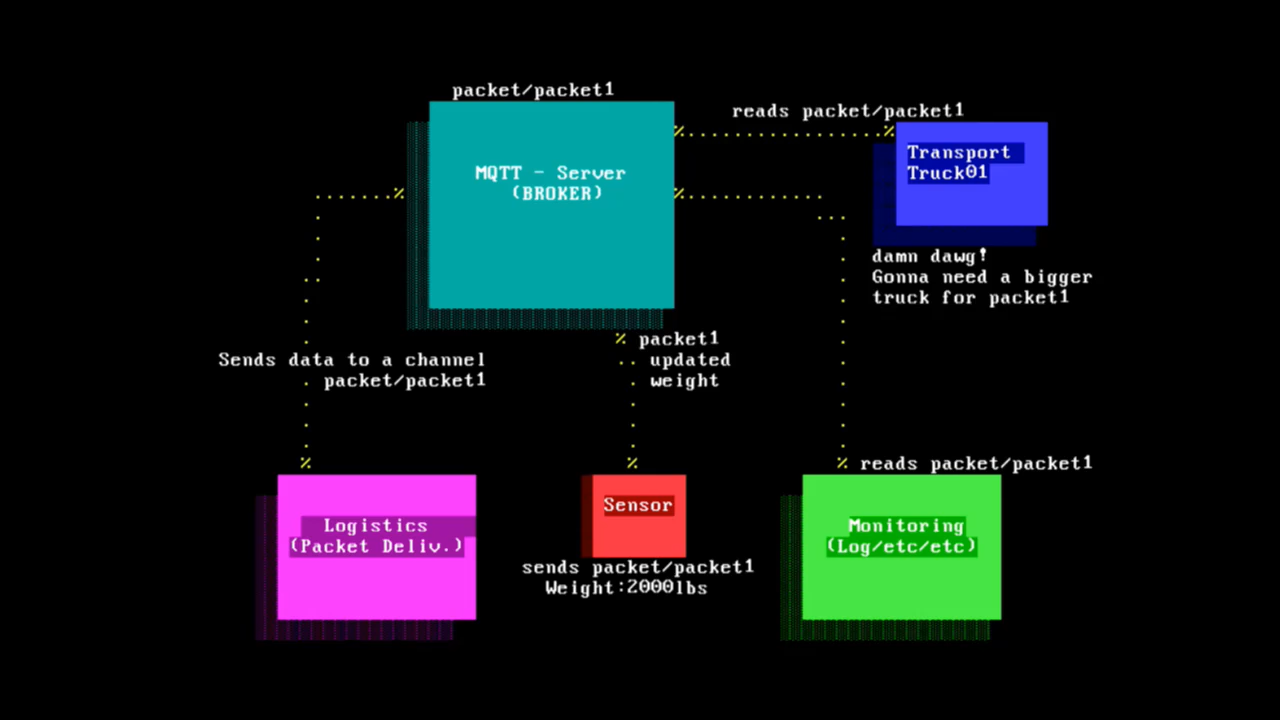 packet/packet1
reads packet/packet1
MQTT - Server
(BROKER)
Transport
Truck01
damn dawg!
Gonna need a bigger
truck for packet1
packet1
updated
weight
Sends data to a channel
packet/packet1
Logistics
(Packet Deliv.)
Sensor
sends packet/packet1
Weight:2000lbs
reads packet/packet1
Monitoring
(Log/etc/etc)